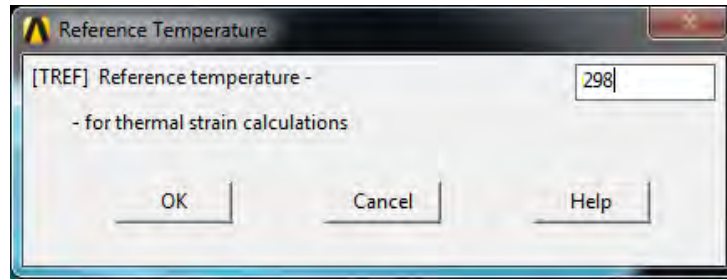 Reference Temperature
[TREF] Reference temperature - 298
- for thermal strain calculations
OK Cancel Help